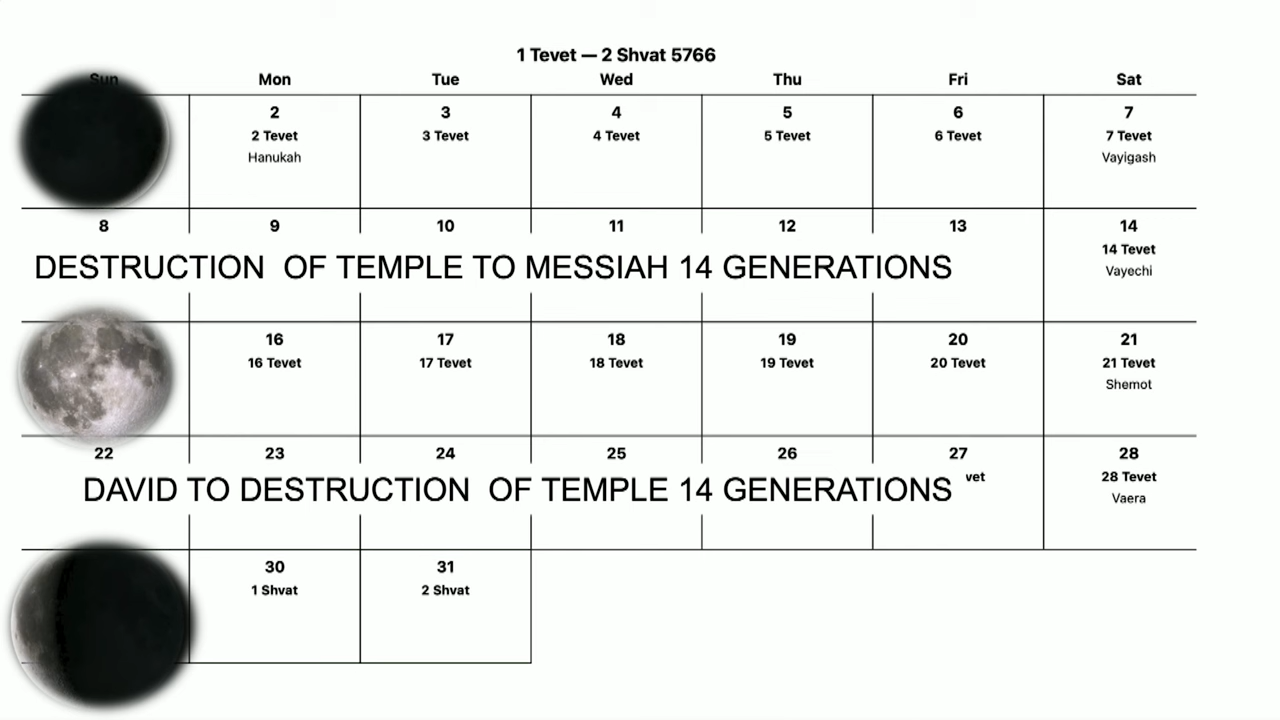 1 Tevet — 2 Shvat 5766
Sun Mon Tue Wed Thu Fri Sat
2 3 4 5 6 7
2 Tevet 3 Tevet 4 Tevet 5 Tevet 6 Tevet 7 Tevet
Hanukah Vayigash
8 9 10 11 12 13 14
14 Tevet
DESTRUCTION OF TEMPLE TO MESSIAH 14 GENERATIONS
Vayechi
16 17 18 19 20 21
16 Tevet 17 Tevet 18 Tevet 19 Tevet 20 Tevet 21 Tevet
Shemot
22 23 24 25 26 27 28
vet 28 Tevet
DAVID TO DESTRUCTION OF TEMPLE 14 GENERATIONS
Vaera
30 31
1 Shvat 2 Shvat